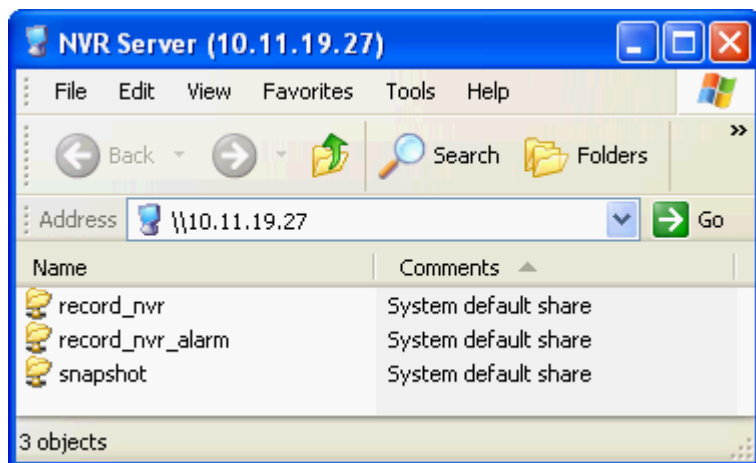 NVR Server (10.11.19.27)
File Edit View Favorites Tools Help
Back Search Folders »
Address \\10.11.19.27 Go
Name Comments
record_nvr System default share
record_nvr_alarm System default share
snapshot System default share
3 objects